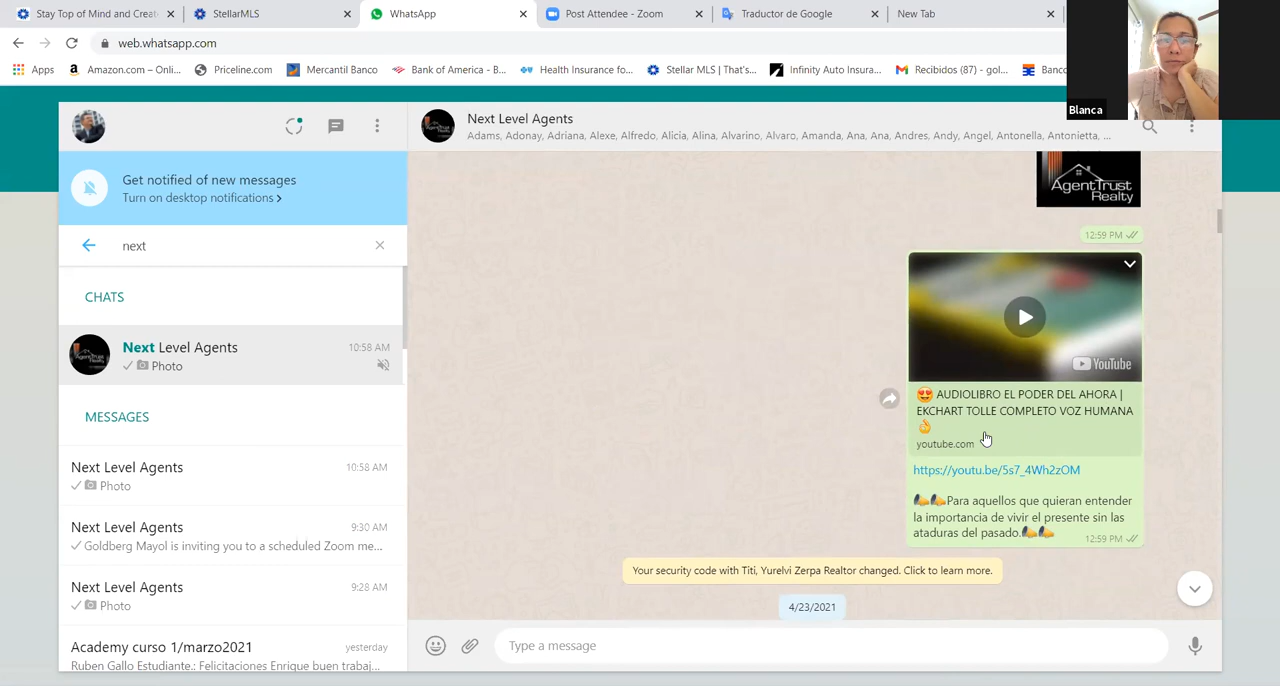 Stay Top of Mind and Creat
StellarMLS
WhatsApp
Post Attendee - Zoom
Traductor de Google
New Tab
web.whatsapp.com
Apps
Amazon.com – Onli...
Priceline.com
Mercantil Banco
Bank of America - B...
Health Insurance fo...
Stellar MLS | That's...
Infinity Auto Insura...
Recibidos (87) - gol...
Banco
Blanca
Next Level Agents
Adams, Adonay, Adriana, Alexe, Alfredo, Alicia, Alina, Alvarino, Alvaro, Amanda, Ana, Ana, Andres, Andy, Angel, Antonella, Antonietta, ...
Get notified of new messages
Turn on desktop notifications >
next
CHATS
Next Level Agents
10:58 AM
Photo
MESSAGES
Next Level Agents
10:58 AM
Photo
Next Level Agents
9:30 AM
Goldberg Mayol is inviting you to a scheduled Zoom me...
Next Level Agents
9:28 AM
Photo
Academy curso 1/marzo2021
yesterday
Ruben Gallo Estudiante.: Felicitaciones Enrique buen trabaj...
AgentTrust
Realty
12:59 PM
YouTube
😍 AUDIOLIBRO EL PODER DEL AHORA |
EKCHART TOLLE COMPLETO VOZ HUMANA
👌
youtube.com
https://youtu.be/5s7_4Wh2zOM
Para aquellos que quieran entender
la importancia de vivir el presente sin las
ataduras del pasado.
12:59 PM
Your security code with Titi, Yurelvi Zerpa Realtor changed. Click to learn more.
4/23/2021
Type a message